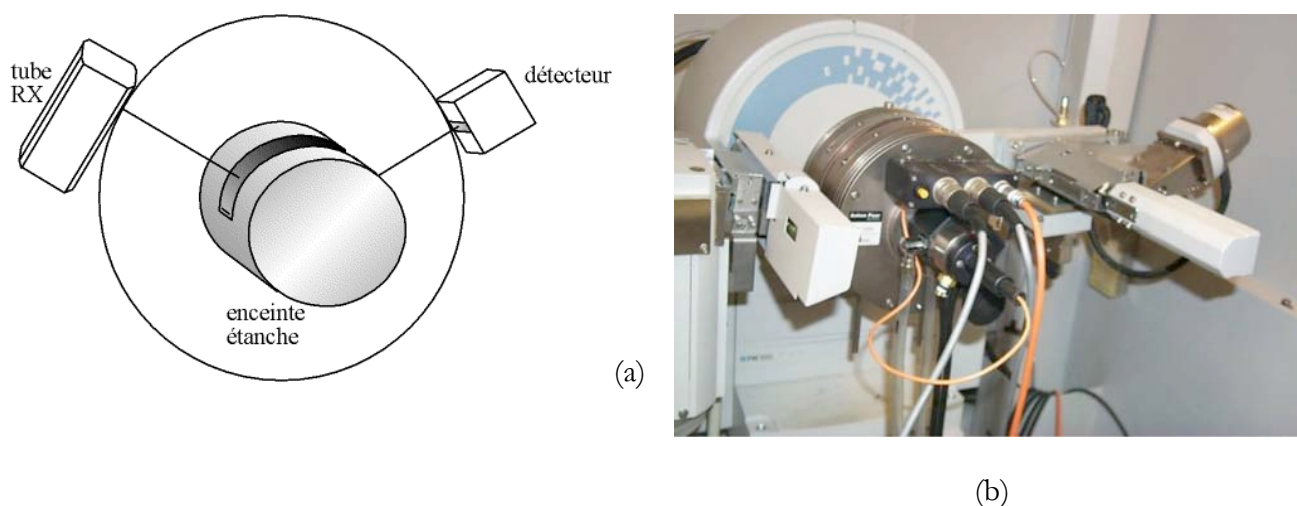 tube
RX
détecteur
enceinte
étanche
(a)
(b)